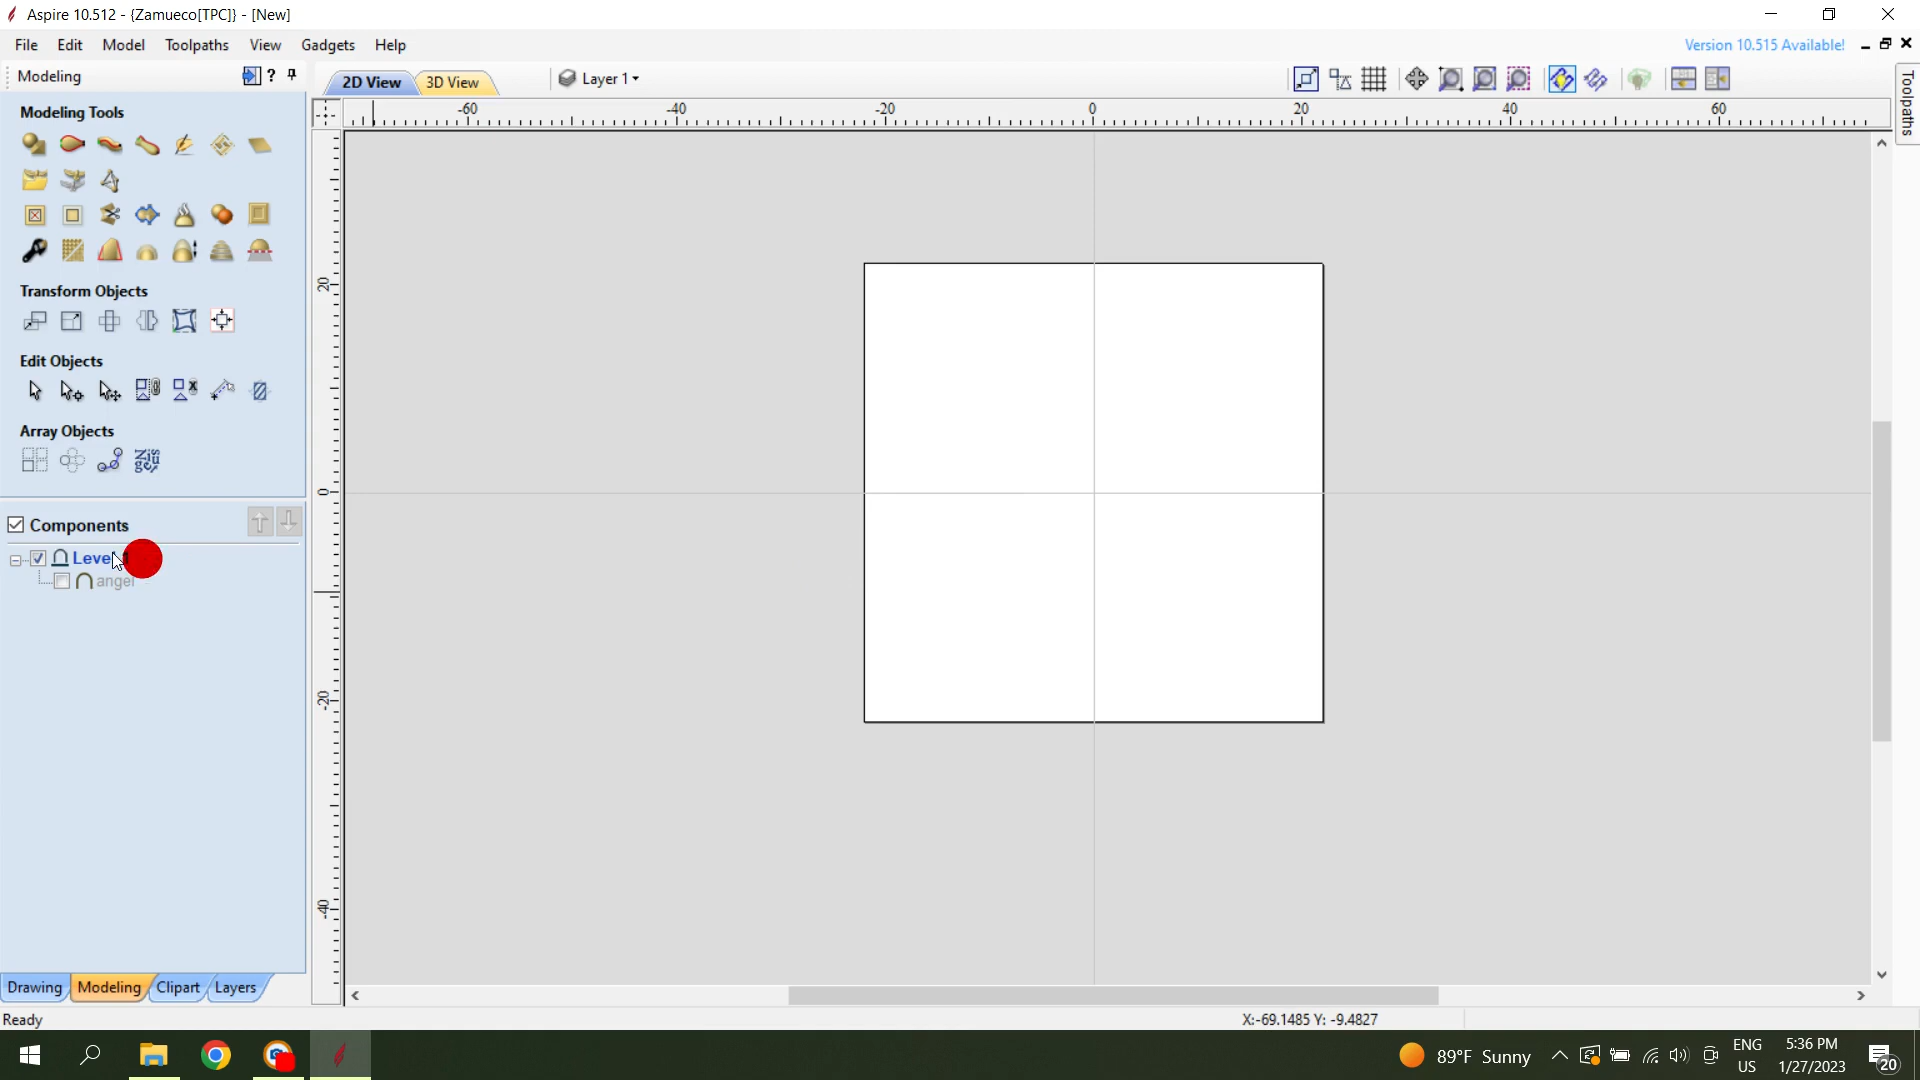 Aspire 10.512 - {Zamueco[TPC]} - [New]
File Edit Model Toolpaths View Gadgets Help
Version 10.515 Available!
Modeling
2D View 3D View Layer 1
Toolpaths
Modeling Tools
-60 -40 -20 0 20 40 60
Transform Objects
Edit Objects
Array Objects
20
0
-20
-40
Components
angel
Drawing Modeling Clipart Layers
Ready
X:-69.1485 Y: -9.4827
89°F Sunny
ENG
US
5:36 PM
1/27/2023
20